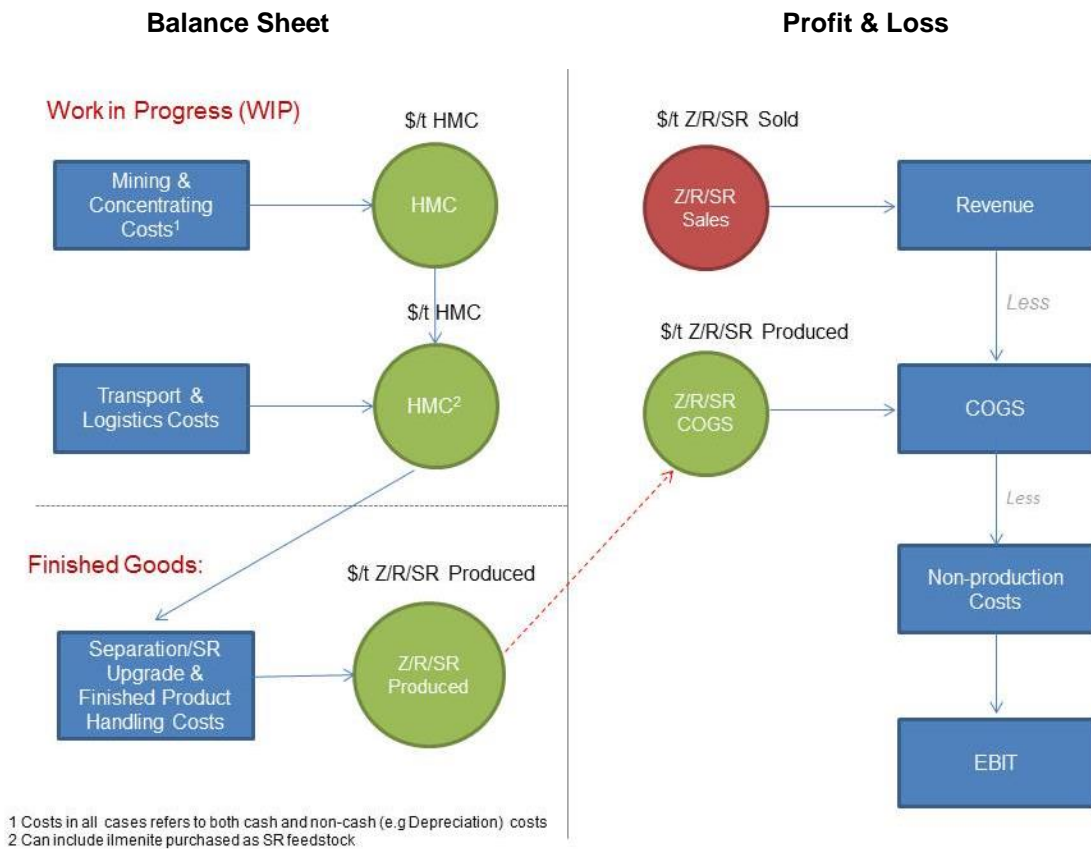 Balance Sheet
Profit & Loss
Work in Progress (WIP)
$/t HMC
Mining &
Concentrating
Costs1
HMC
$/t HMC
Transport &
Logistics Costs
HMC2
Finished Goods:
$/t Z/R/SR Produced
Separation/SR
Upgrade &
Finished Product
Handling Costs
Z/R/SR
Produced
$/t Z/R/SR Sold
Z/R/SR
Sales
Revenue
Less
$/t Z/R/SR Produced
Z/R/SR
COGS
COGS
Less
Non-production
Costs
EBIT
1 Costs in all cases refers to both cash and non-cash (e.g Depreciation) costs
2 Can include ilmenite purchased as SR feedstock